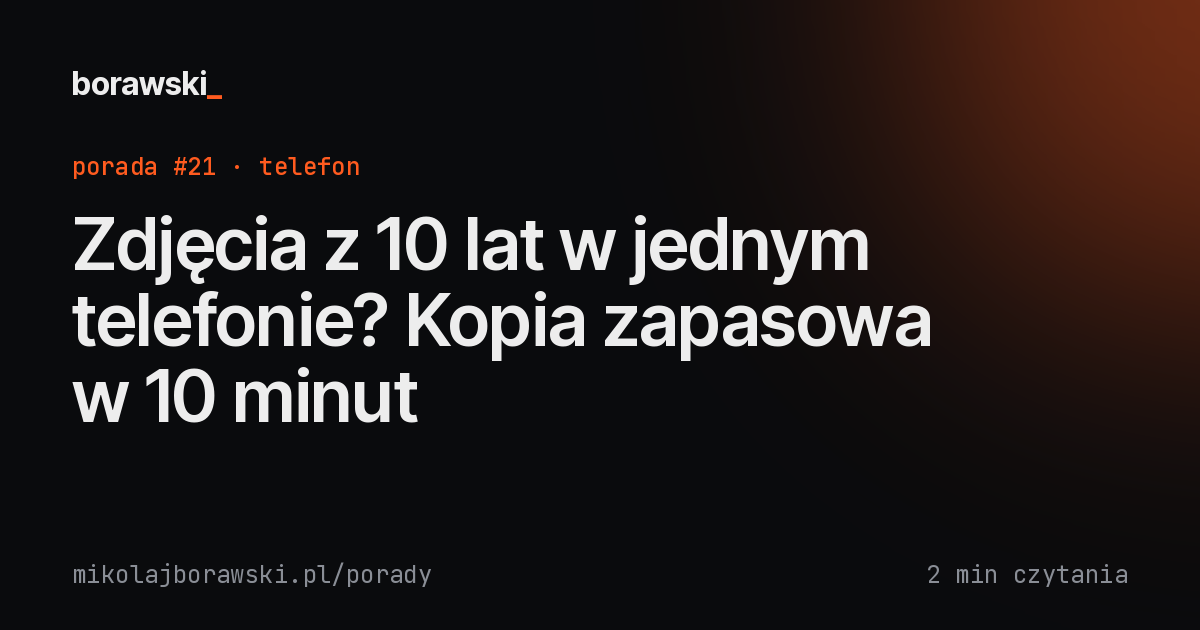 borawski_
porada #21 · telefon
Zdjęcia z 10 lat w jednym
telefonie? Kopia zapasowa
w 10 minut
mikolajborawski.pl/porady
2 min czytania